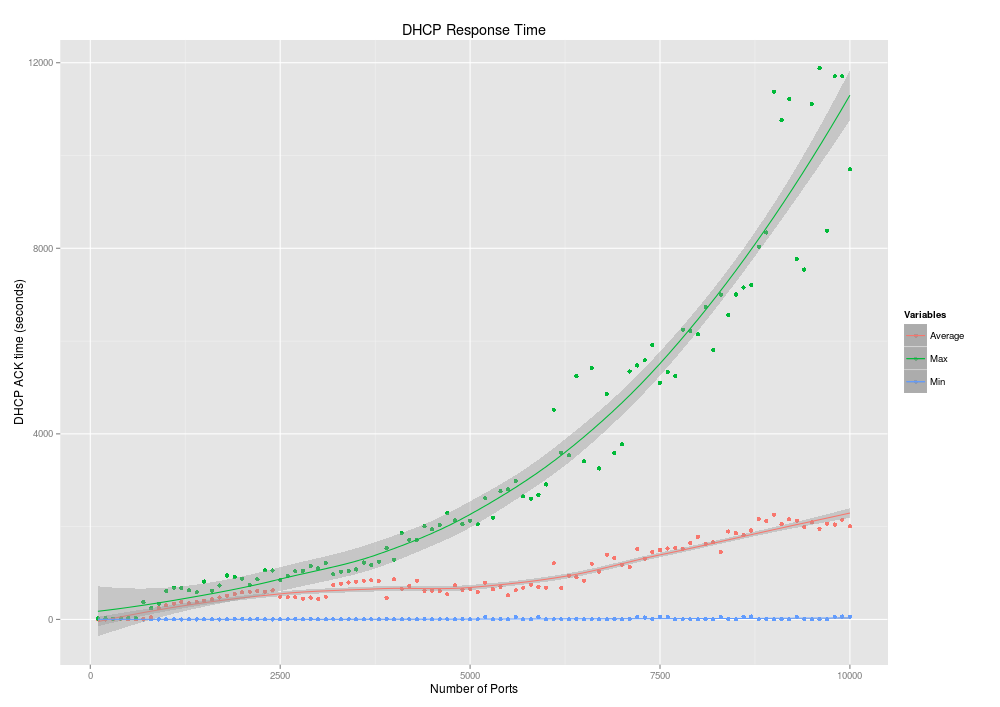 DHCP Response Time
12000
8000
4000
0
DHCP ACK time (seconds)
0 2500 5000 7500 10000
Number of Ports
Variables
Average
Max
Min